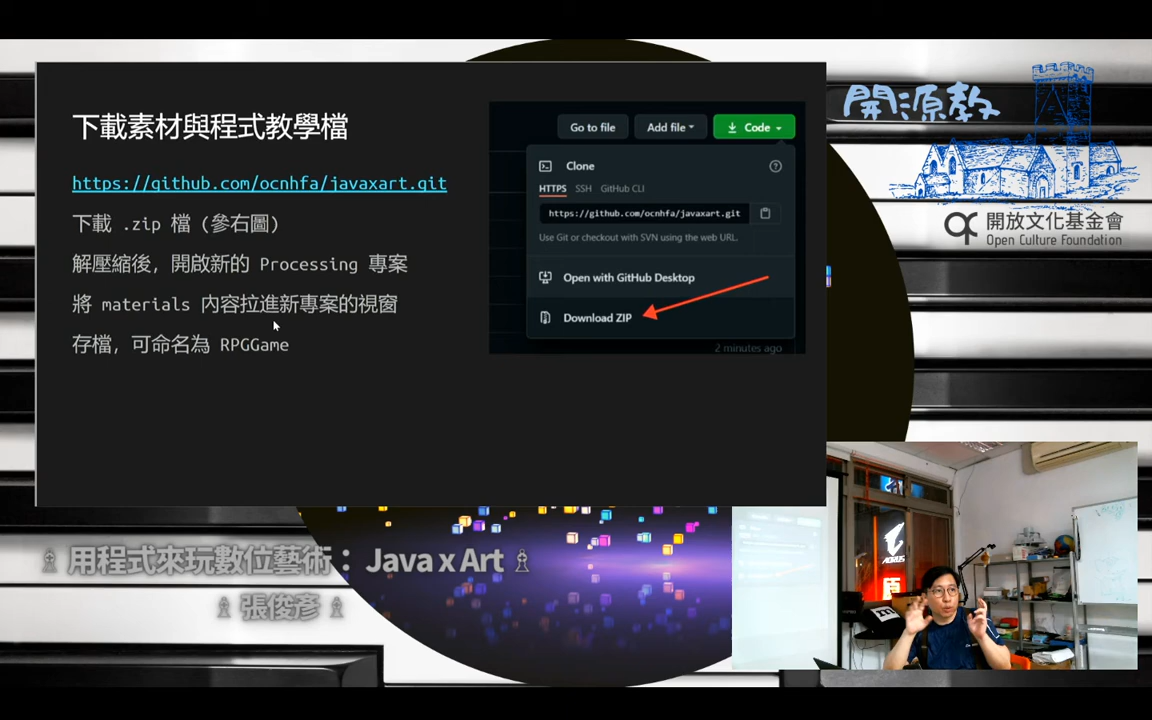 下載素材與程式教學檔
https://github.com/ocnhfa/javaxart.git
下載 .zip 檔 (參右圖)
解壓縮後，開啟新的 Processing 專案
將 materials 內容拉進新專案的視窗
存檔，可命名為 RPGGame
Go to file
Add file
Code
Clone
HTTPS SSH GitHub CLI
https://github.com/ocnhfa/javaxart.git
Use Git or checkout with SVN using the web URL.
Open with GitHub Desktop
Download ZIP
2 minutes ago
開源教
開放文化基金會
Open Culture Foundation
用程式來玩數位藝術： Java x Art
張俊彥
AORUS